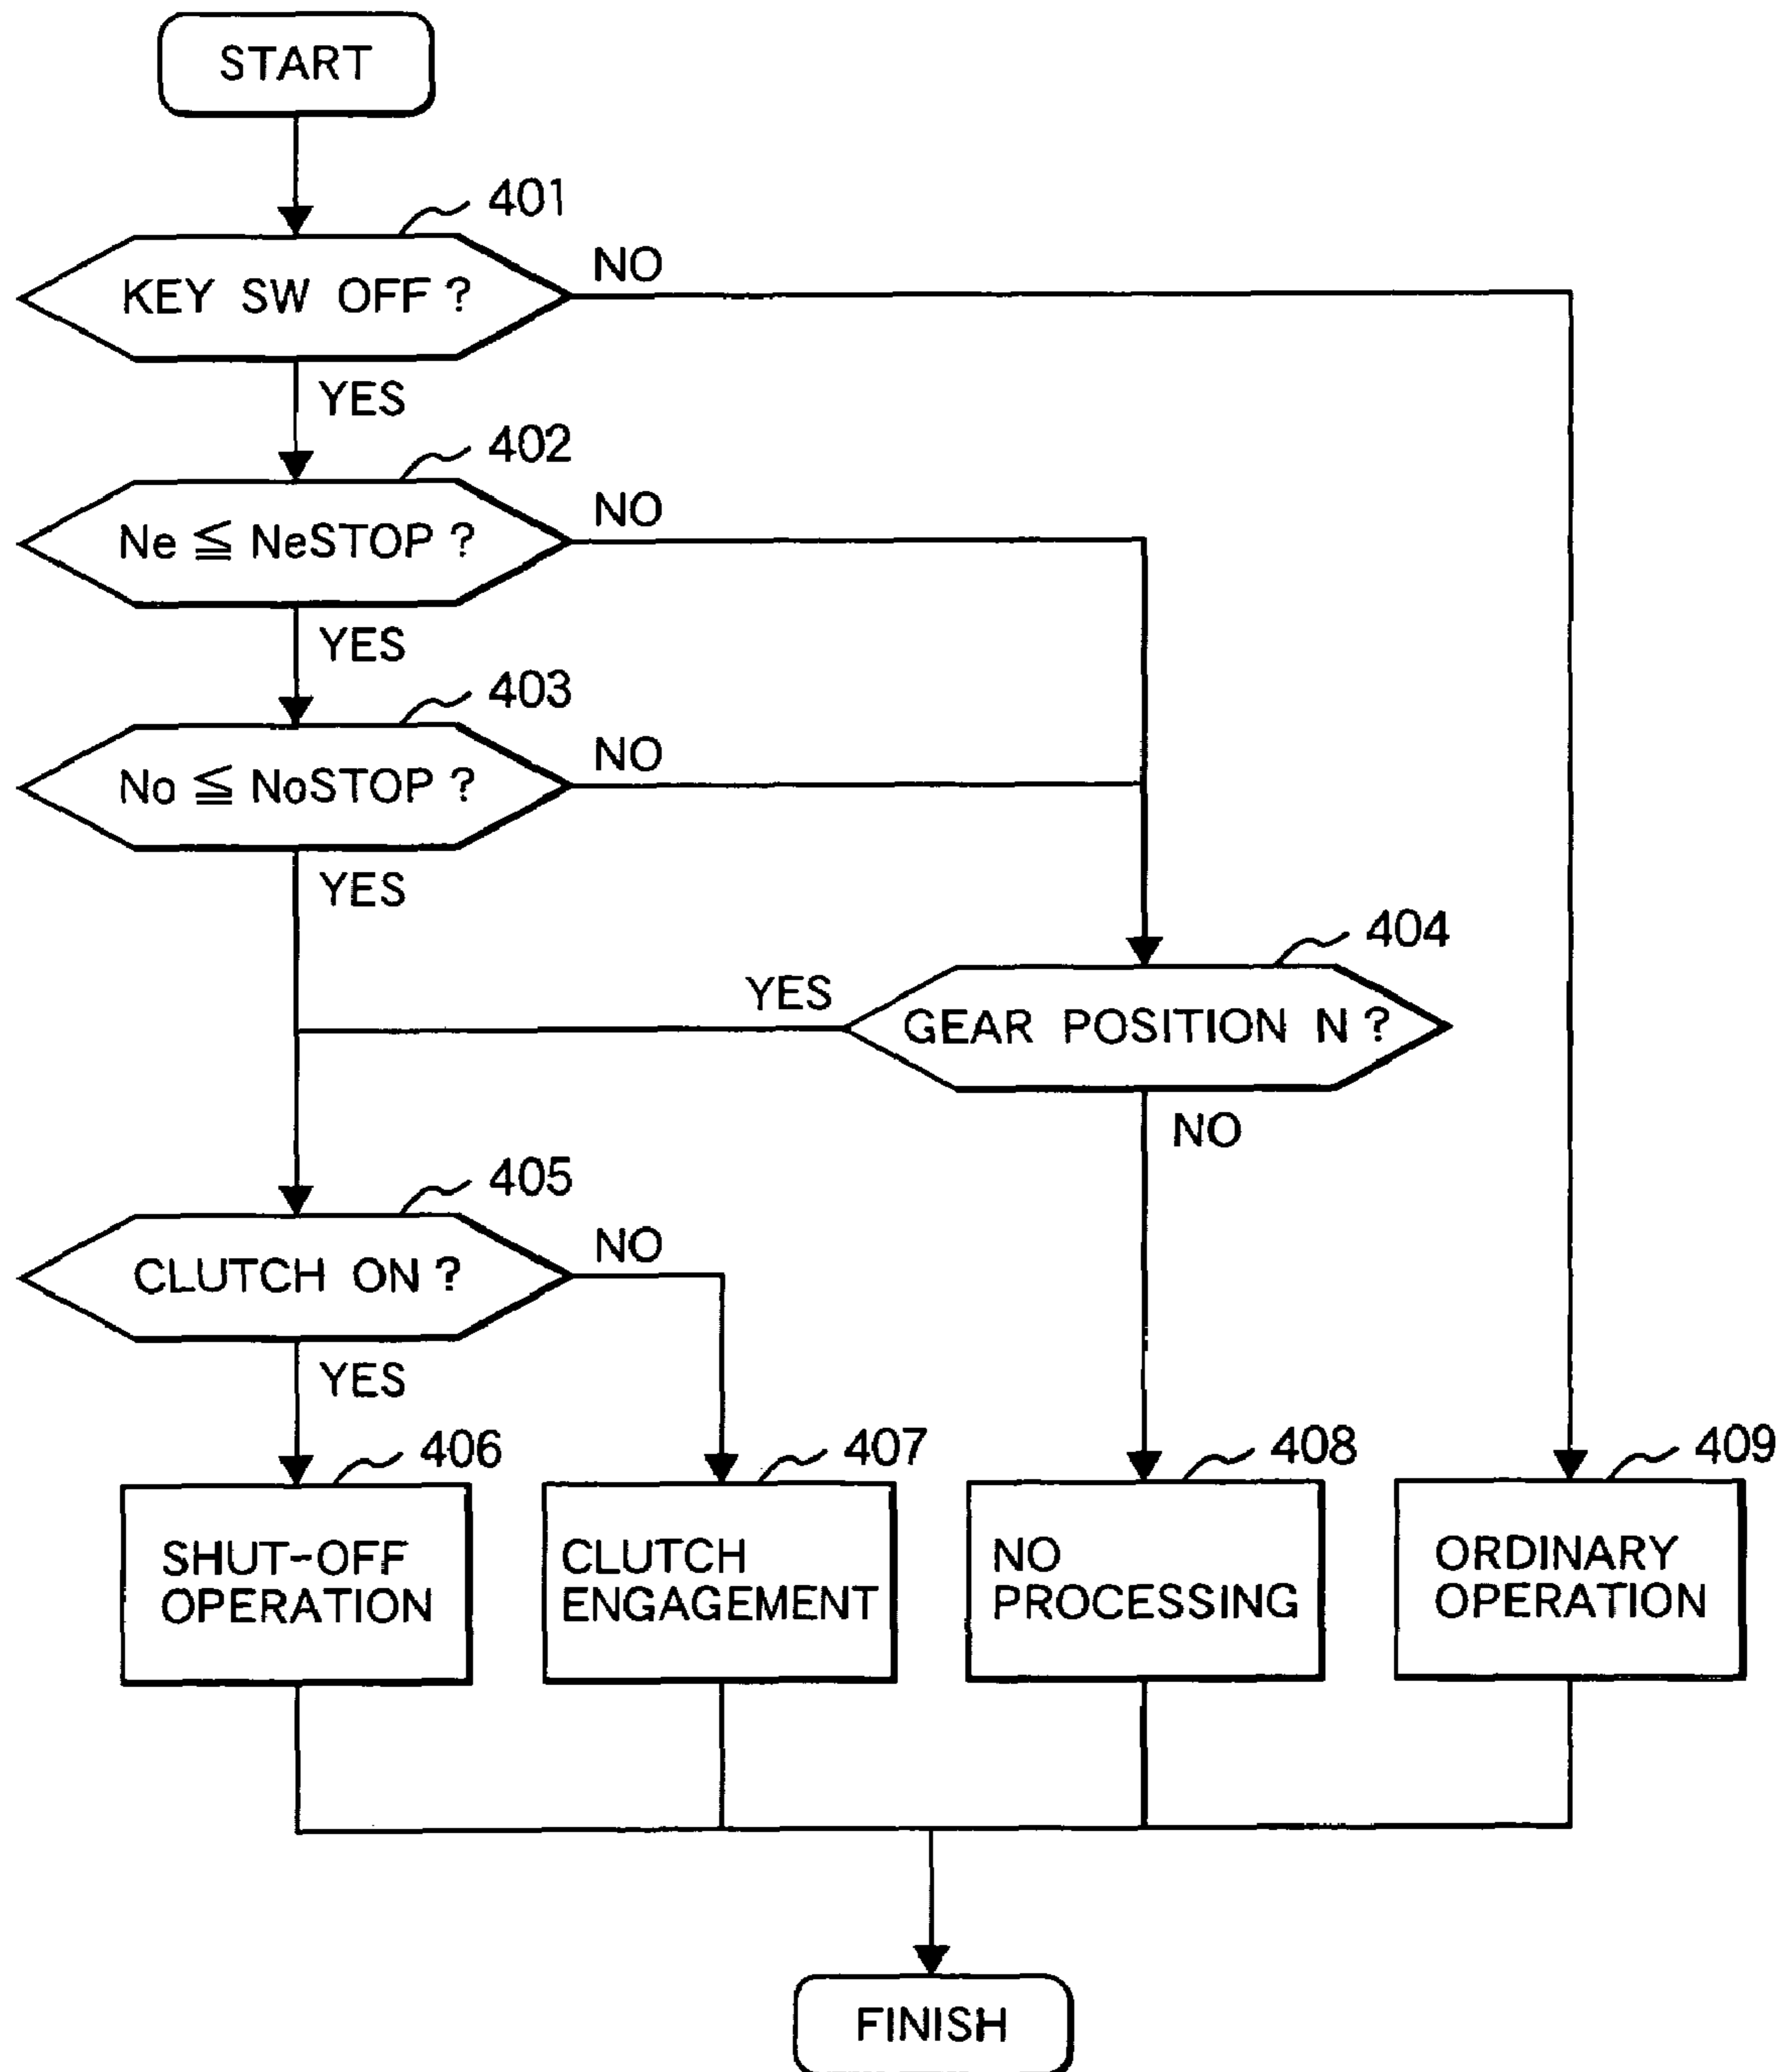 START
401
KEY SW OFF ?
NO
YES
402
Ne ≦ NeSTOP ?
NO
YES
403
No ≦ NoSTOP ?
NO
YES
404
YES
GEAR POSITION N ?
NO
405
CLUTCH ON ?
NO
YES
406
SHUT-OFF
OPERATION
407
CLUTCH
ENGAGEMENT
408
NO
PROCESSING
409
ORDINARY
OPERATION
FINISH